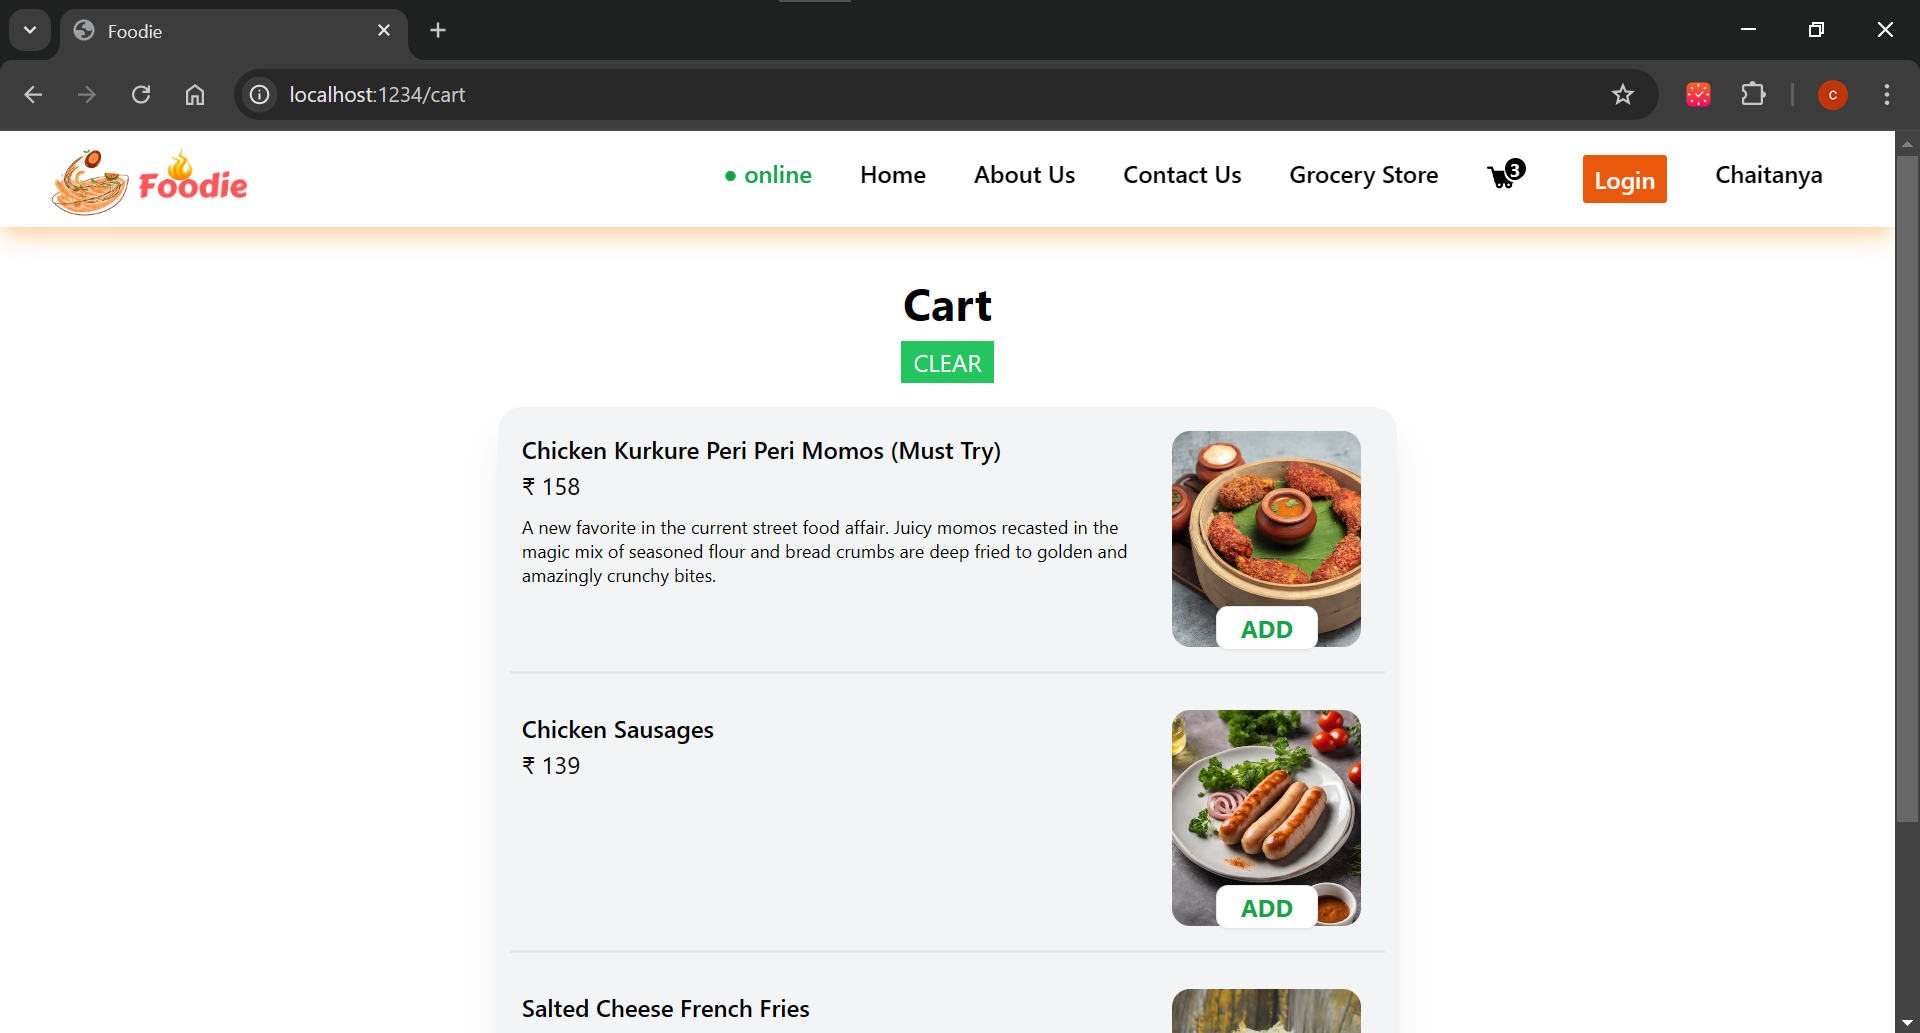 Foodie
localhost:1234/cart
c
Foodie
online
Home
About Us
Contact Us
Grocery Store
3
Login
Chaitanya
Cart
CLEAR
Chicken Kurkure Peri Peri Momos (Must Try)
₹ 158
A new favorite in the current street food affair. Juicy momos recasted in the
magic mix of seasoned flour and bread crumbs are deep fried to golden and
amazingly crunchy bites.
ADD
Chicken Sausages
₹ 139
ADD
Salted Cheese French Fries